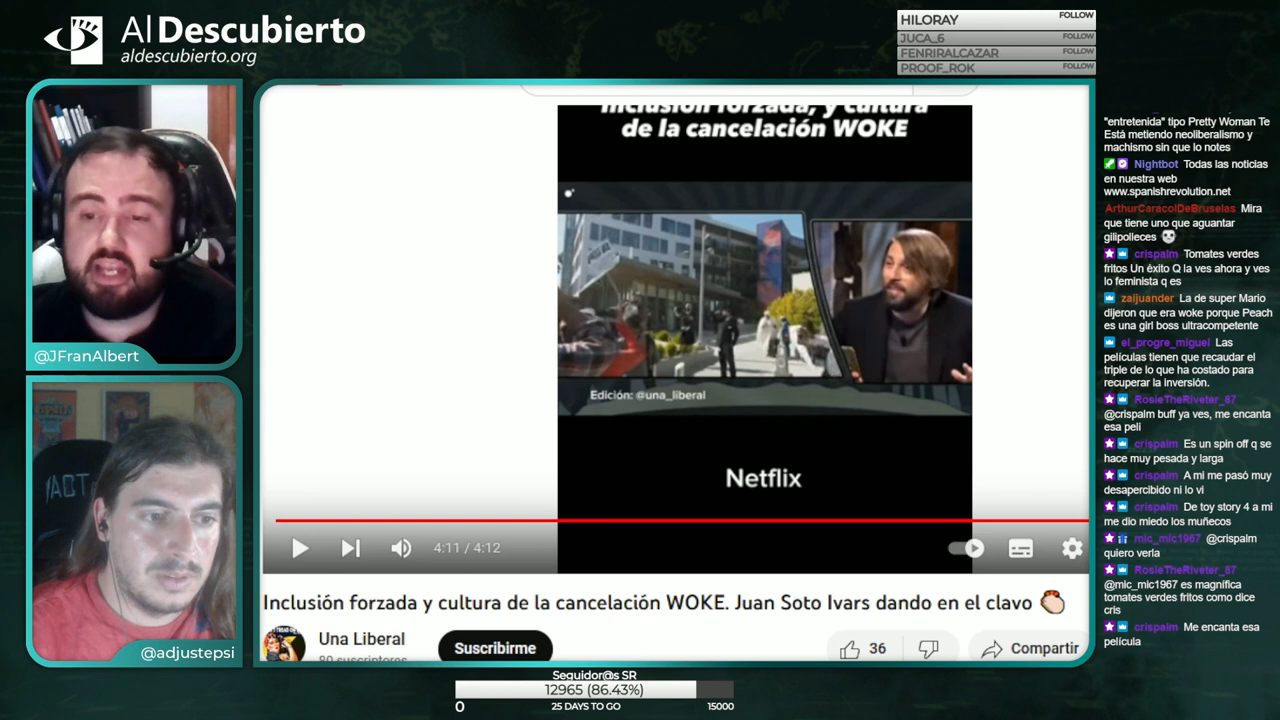 Al Descubierto
aldescubierto.org
HILORAY FOLLOW
JUCA_6 FOLLOW
FENRIRALCAZAR FOLLOW
PROOF_ROK FOLLOW
@JFranAlbert
@adjustepsi
Inclusión forzada, y cultura
de la cancelación WOKE
Edición: @una_liberal
Netflix
4:11 / 4:12
Inclusión forzada y cultura de la cancelación WOKE. Juan Soto Ivars dando en el clavo
Una Liberal
80 suscriptores
Suscribirme
36
Compartir
"entretenida" tipo Pretty Woman Te
Está metiendo neoliberalismo y
machismo sin que lo notes
Nightbot Todas las noticias
en nuestra web
www.spanishrevolution.net
ArthurCaracolDeBruselas Mira
que tiene uno que aguantar
gilipolleces
crispalm Tomates verdes
fritos Un éxito Q la ves ahora y ves
lo feminista q es
zaijuander La de super Mario
dijeron que era woke porque Peach
es una girl boss ultracompetente
el_progre_miguel Las
películas tienen que recaudar el
triple de lo que ha costado para
recuperar la inversión.
RosieTheRiveter_87
@crispalm buff ya ves, me encanta
esa peli
crispalm Es un spin off q se
hace muy pesada y larga
crispalm A mi me pasó muy
desapercibido ni lo vi
crispalm De toy story 4 a mi
me dio miedo los muñecos
mic_mic1967 @crispalm
quiero verla
RosieTheRiveter_87
@mic_mic1967 es magnífica
tomates verdes fritos como dice
cris
crispalm Me encanta esa
película
Seguidor@s SR
12965 (86.43%)
0 25 DAYS TO GO 15000